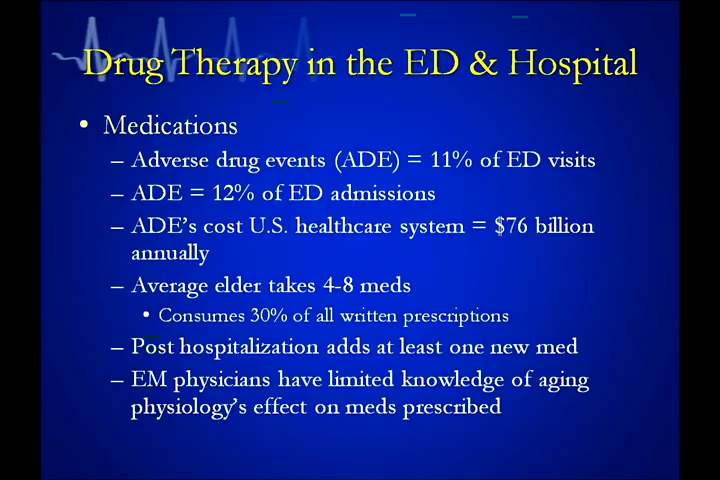 Drug Therapy in the ED & Hospital
• Medications
– Adverse drug events (ADE) = 11% of ED visits
– ADE = 12% of ED admissions
– ADE's cost U.S. healthcare system = $76 billion
annually
– Average elder takes 4-8 meds
• Consumes 30% of all written prescriptions
– Post hospitalization adds at least one new med
– EM physicians have limited knowledge of aging
physiology's effect on meds prescribed